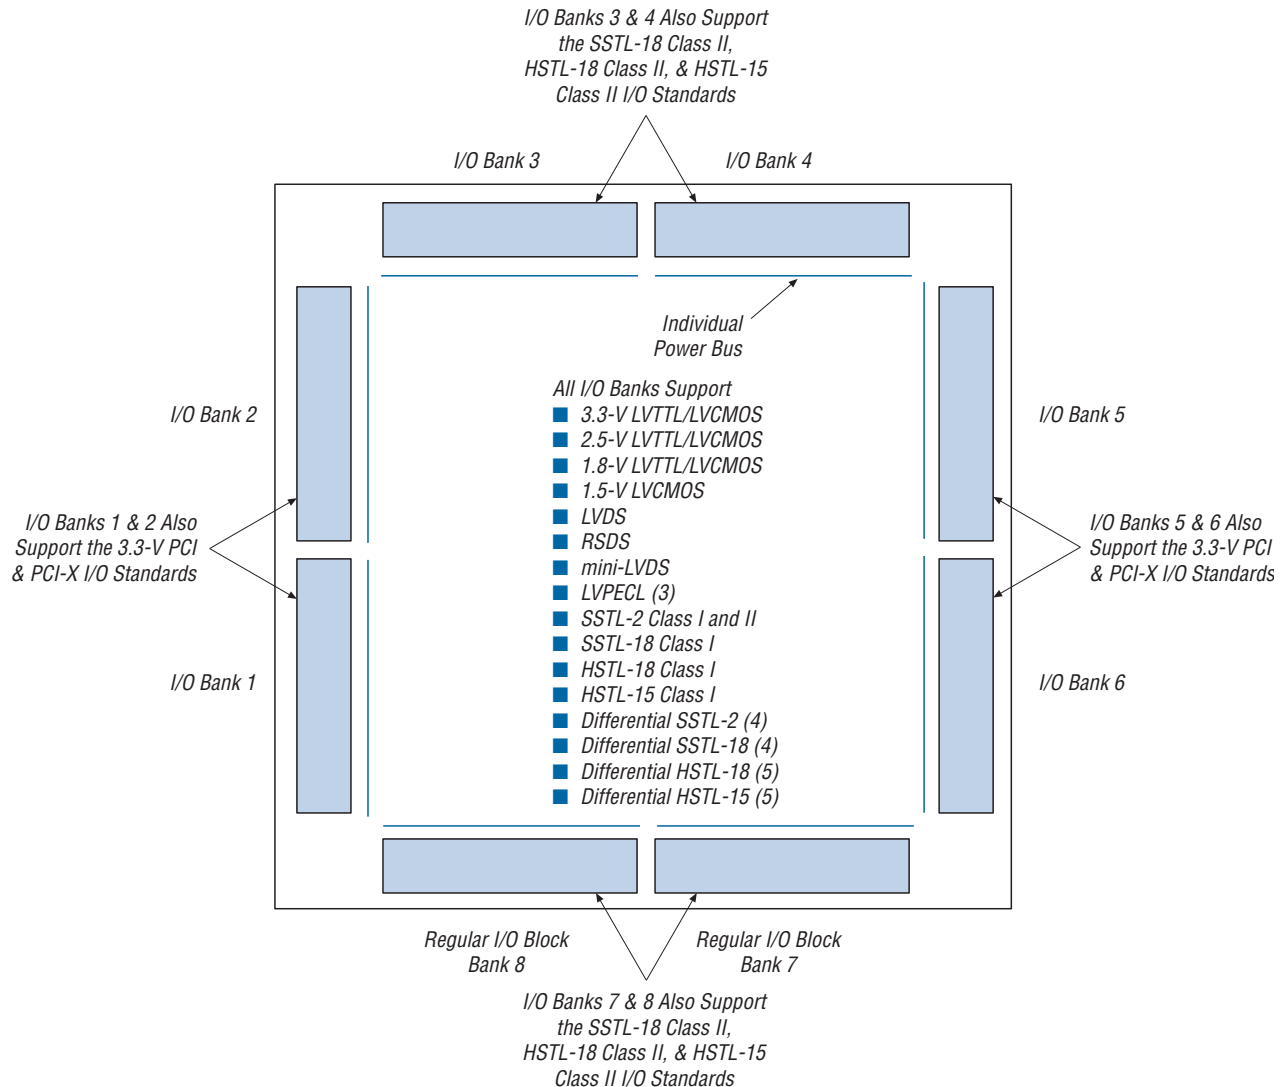 I/O Banks 3 & 4 Also Support
the SSTL-18 Class II,
HSTL-18 Class II, & HSTL-15
Class II I/O Standards
I/O Bank 3
I/O Bank 4
Individual
Power Bus
All I/O Banks Support
3.3-V LVTTL/LVCMOS
2.5-V LVTTL/LVCMOS
1.8-V LVTTL/LVCMOS
1.5-V LVCMOS
LVDS
RSDS
mini-LVDS
LVPECL (3)
SSTL-2 Class I and II
SSTL-18 Class I
HSTL-18 Class I
HSTL-15 Class I
Differential SSTL-2 (4)
Differential SSTL-18 (4)
Differential HSTL-18 (5)
Differential HSTL-15 (5)
I/O Bank 2
I/O Banks 1 & 2 Also
Support the 3.3-V PCI
& PCI-X I/O Standards
I/O Bank 1
I/O Bank 5
I/O Banks 5 & 6 Also
Support the 3.3-V PCI
& PCI-X I/O Standards
I/O Bank 6
Regular I/O Block
Bank 8
Regular I/O Block
Bank 7
I/O Banks 7 & 8 Also Support
the SSTL-18 Class II,
HSTL-18 Class II, & HSTL-15
Class II I/O Standards